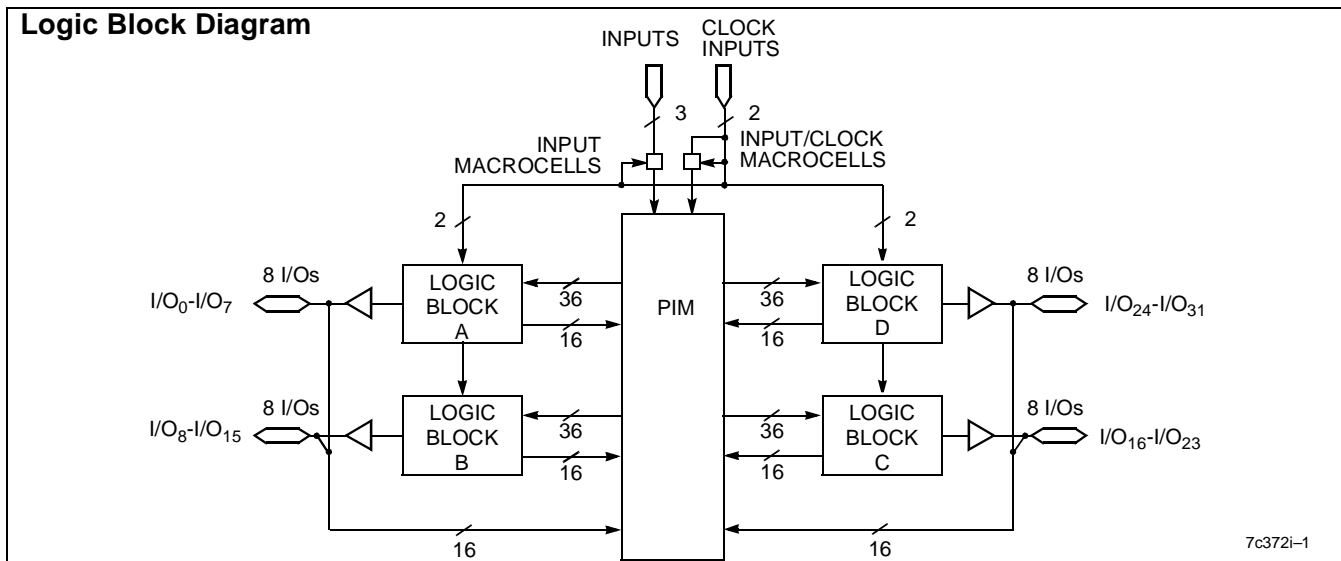 Logic Block Diagram
INPUTS
CLOCK
INPUTS
3
2
INPUT
MACROCELLS
INPUT/CLOCK
MACROCELLS
2
2
8 I/Os
I/O0-I/O7
LOGIC
BLOCK
A
36
16
PIM
36
16
LOGIC
BLOCK
D
8 I/Os
I/O24-I/O31
8 I/Os
I/O8-I/O15
LOGIC
BLOCK
B
36
16
36
16
LOGIC
BLOCK
C
8 I/Os
I/O16-I/O23
16
16
7c372i–1